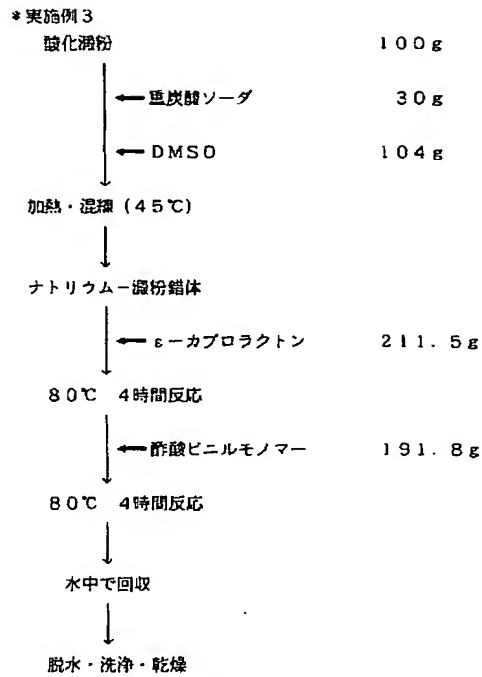 *実施例3
酸化澱粉 100g
重炭酸ソーダ 30g
DMSO 104g
加熱・混練(45℃)
ナトリウムー澱粉錯体
ε-カプロラクトン 211.5g
80℃ 4時間反応
酢酸ビニルモノマー 191.8g
80℃ 4時間反応
水中で回収
脱水・洗浄・乾燥